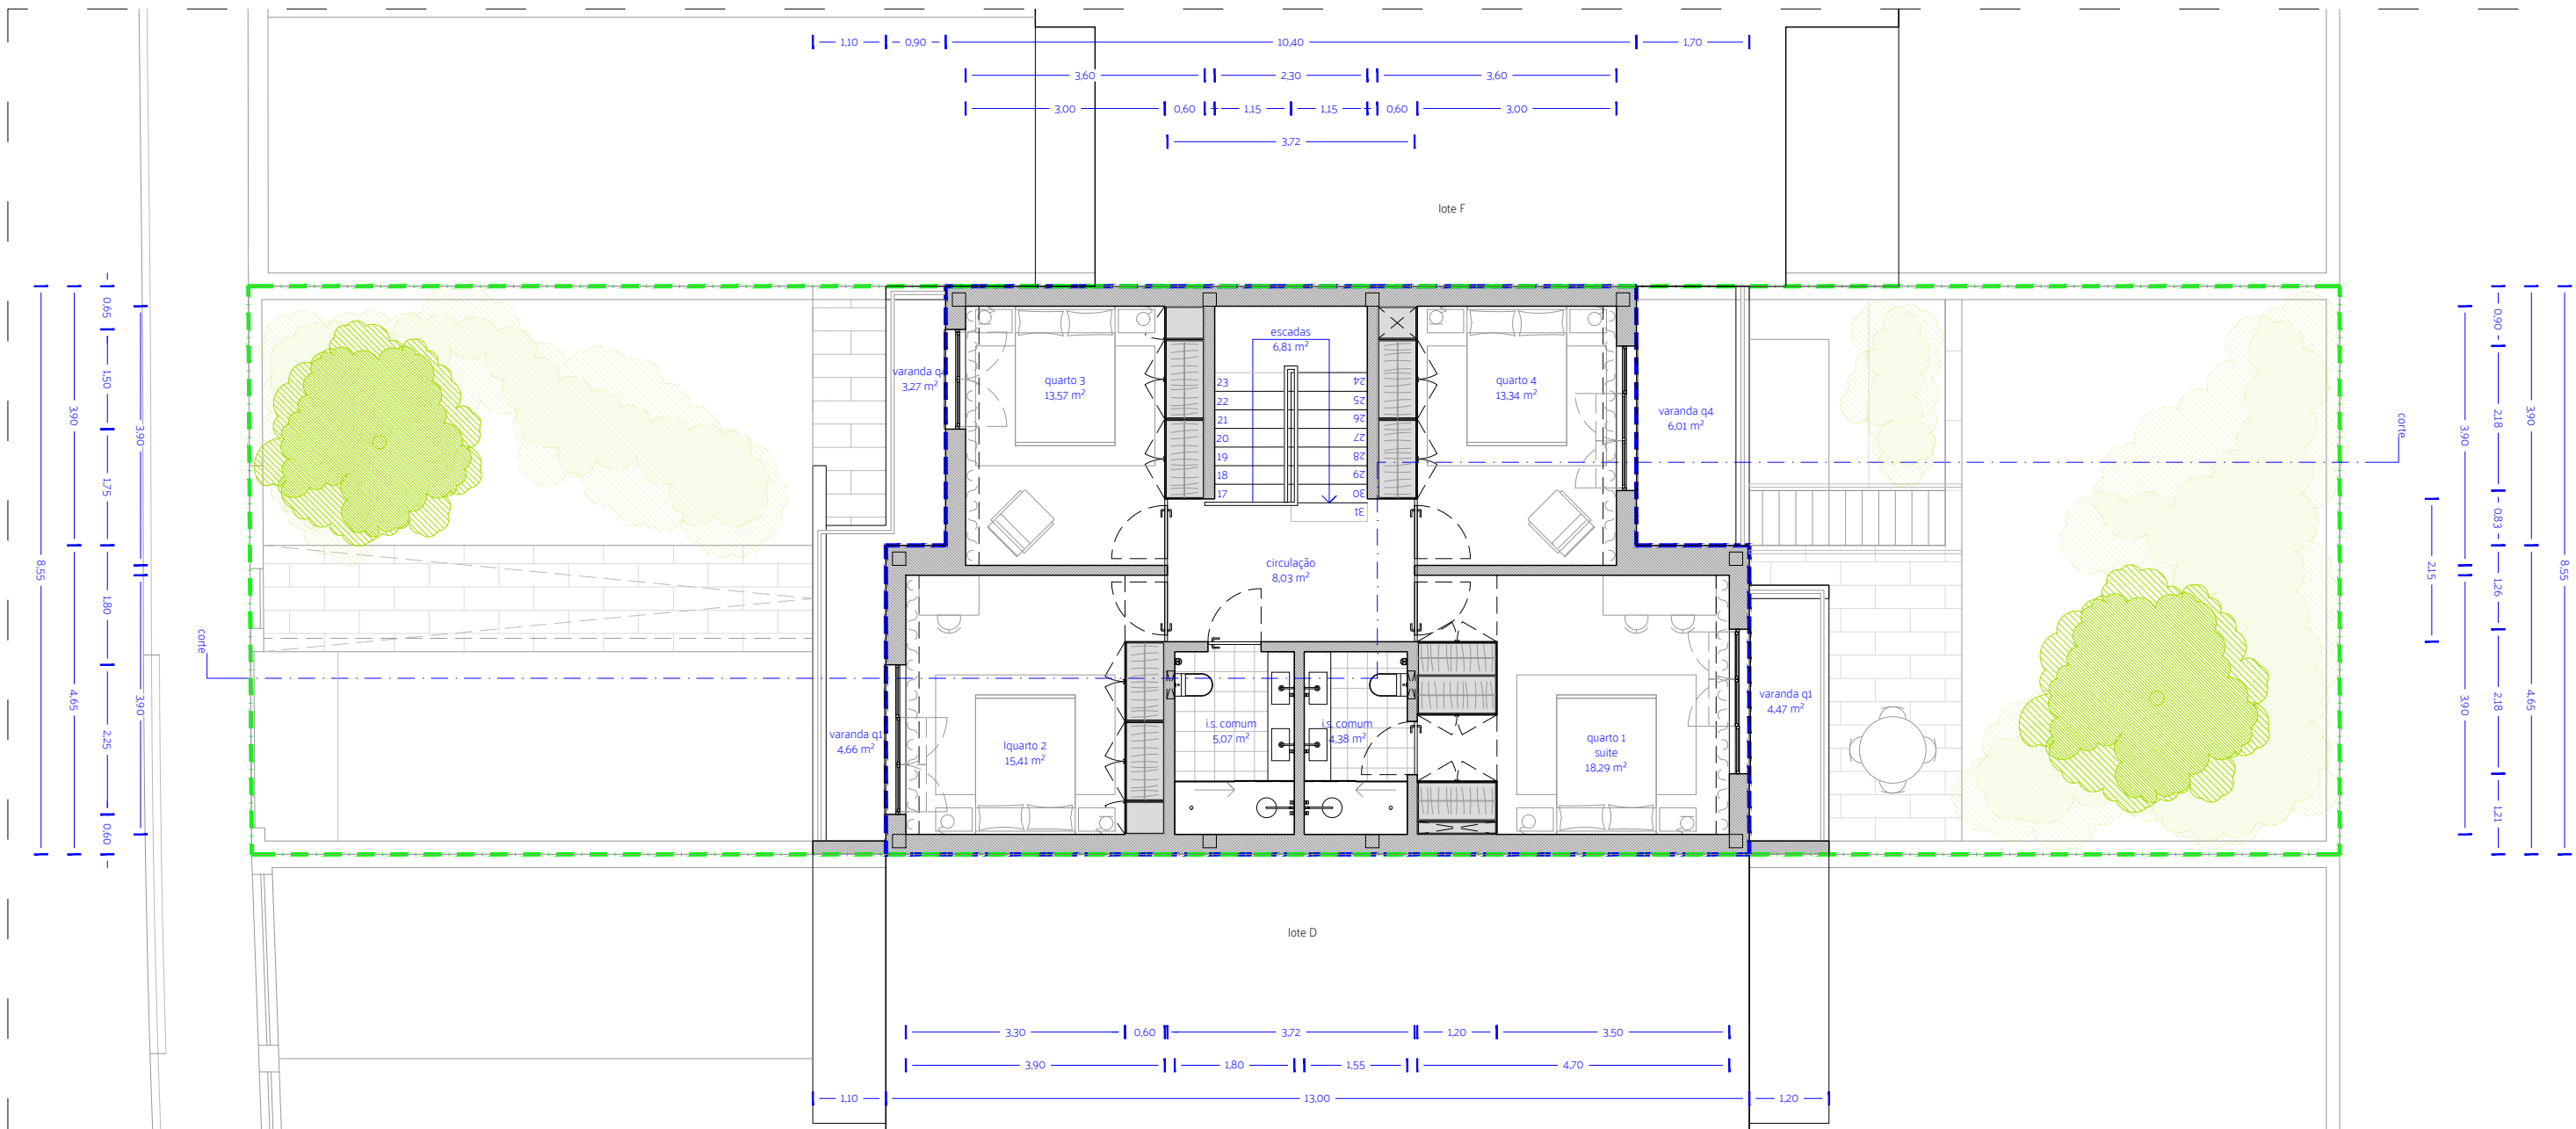 1,10
0,90
10,40
1,70
3,60
2,30
3,60
3,00
0,60
1,15
1,15
0,60
3,00
3,72
lote F
8,55
3,90
4,65
0,65
1,50
1,75
1,80
2,25
0,60
3,90
3,90
corte
varanda q4
3,27 m²
quarto 3
13,57 m²
escadas
6,81 m²
23
22
21
20
19
18
17
24
25
26
27
28
29
30
31
quarto 4
13,34 m²
varanda q4
6,01 m²
circulação
8,03 m²
varanda q1
4,66 m²
lquarto 2
15,41 m²
i.s. comum
5,07 m²
i.s. comum
4,38 m²
quarto 1
suite
18,29 m²
varanda q1
4,47 m²
corte
2,15
3,90
3,90
0,90
2,18
0,83
1,26
2,18
1,21
3,90
4,65
8,55
lote D
3,30
0,60
3,72
1,20
3,50
3,90
1,80
1,55
4,70
1,10
13,00
1,20